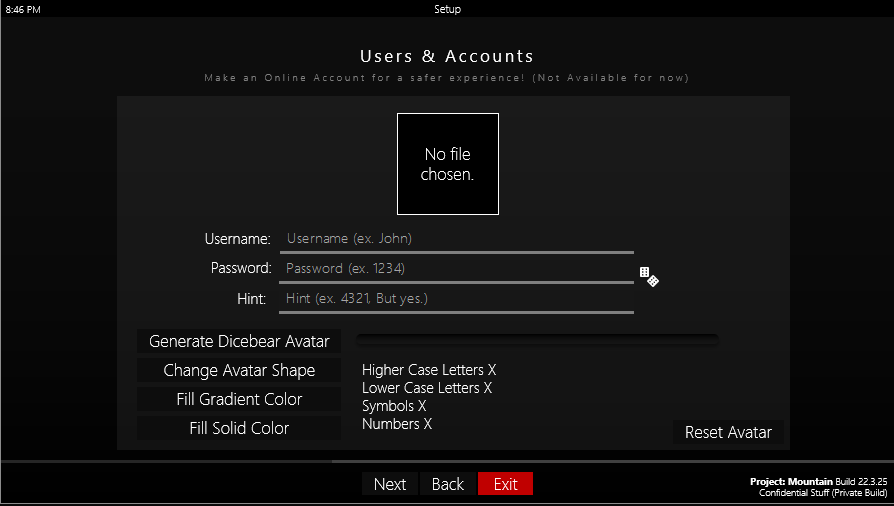 8:46 PM
Setup
Users & Accounts
Make an Online Account for a safer experience! (Not Available for now)
No file
chosen.
Username:
Username (ex. John)
Password:
Password (ex. 1234)
Hint:
Hint (ex. 4321, But yes.)
Generate Dicebear Avatar
Change Avatar Shape
Fill Gradient Color
Fill Solid Color
Higher Case Letters X
Lower Case Letters X
Symbols X
Numbers X
Reset Avatar
Next
Back
Exit
Project: Mountain Build 22.3.25
Confidential Stuff (Private Build)